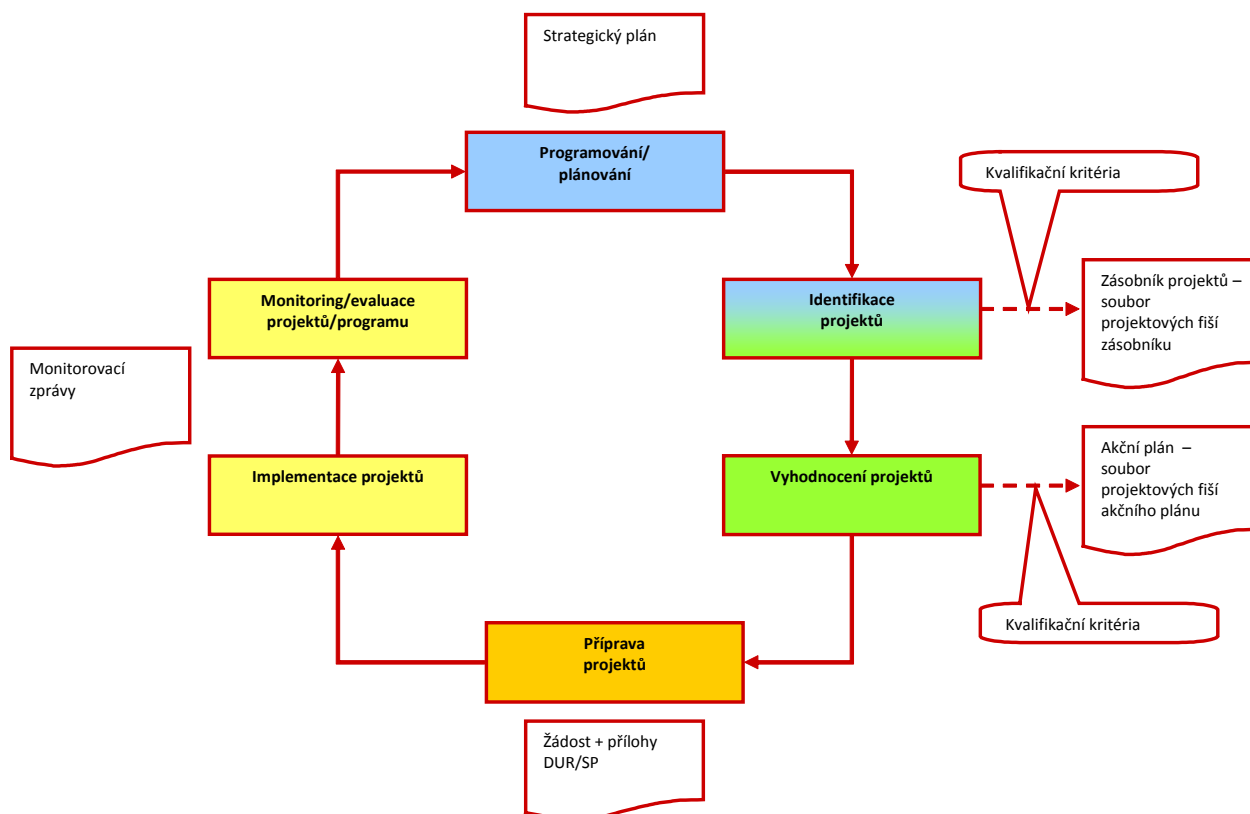 Strategický plán
Programování/
plánování
Kvalifikační kritéria
Monitoring/evaluace
projektů/programu
Identifikace
projektů
Zásobník projektů –
soubor
projektových fiší
zásobníku
Monitorovací
zprávy
Implementace projektů
Vyhodnocení projektů
Akční plán –
soubor
projektových fiší
akčního plánu
Kvalifikační kritéria
Příprava
projektů
Žádost + přílohy
DUR/SP